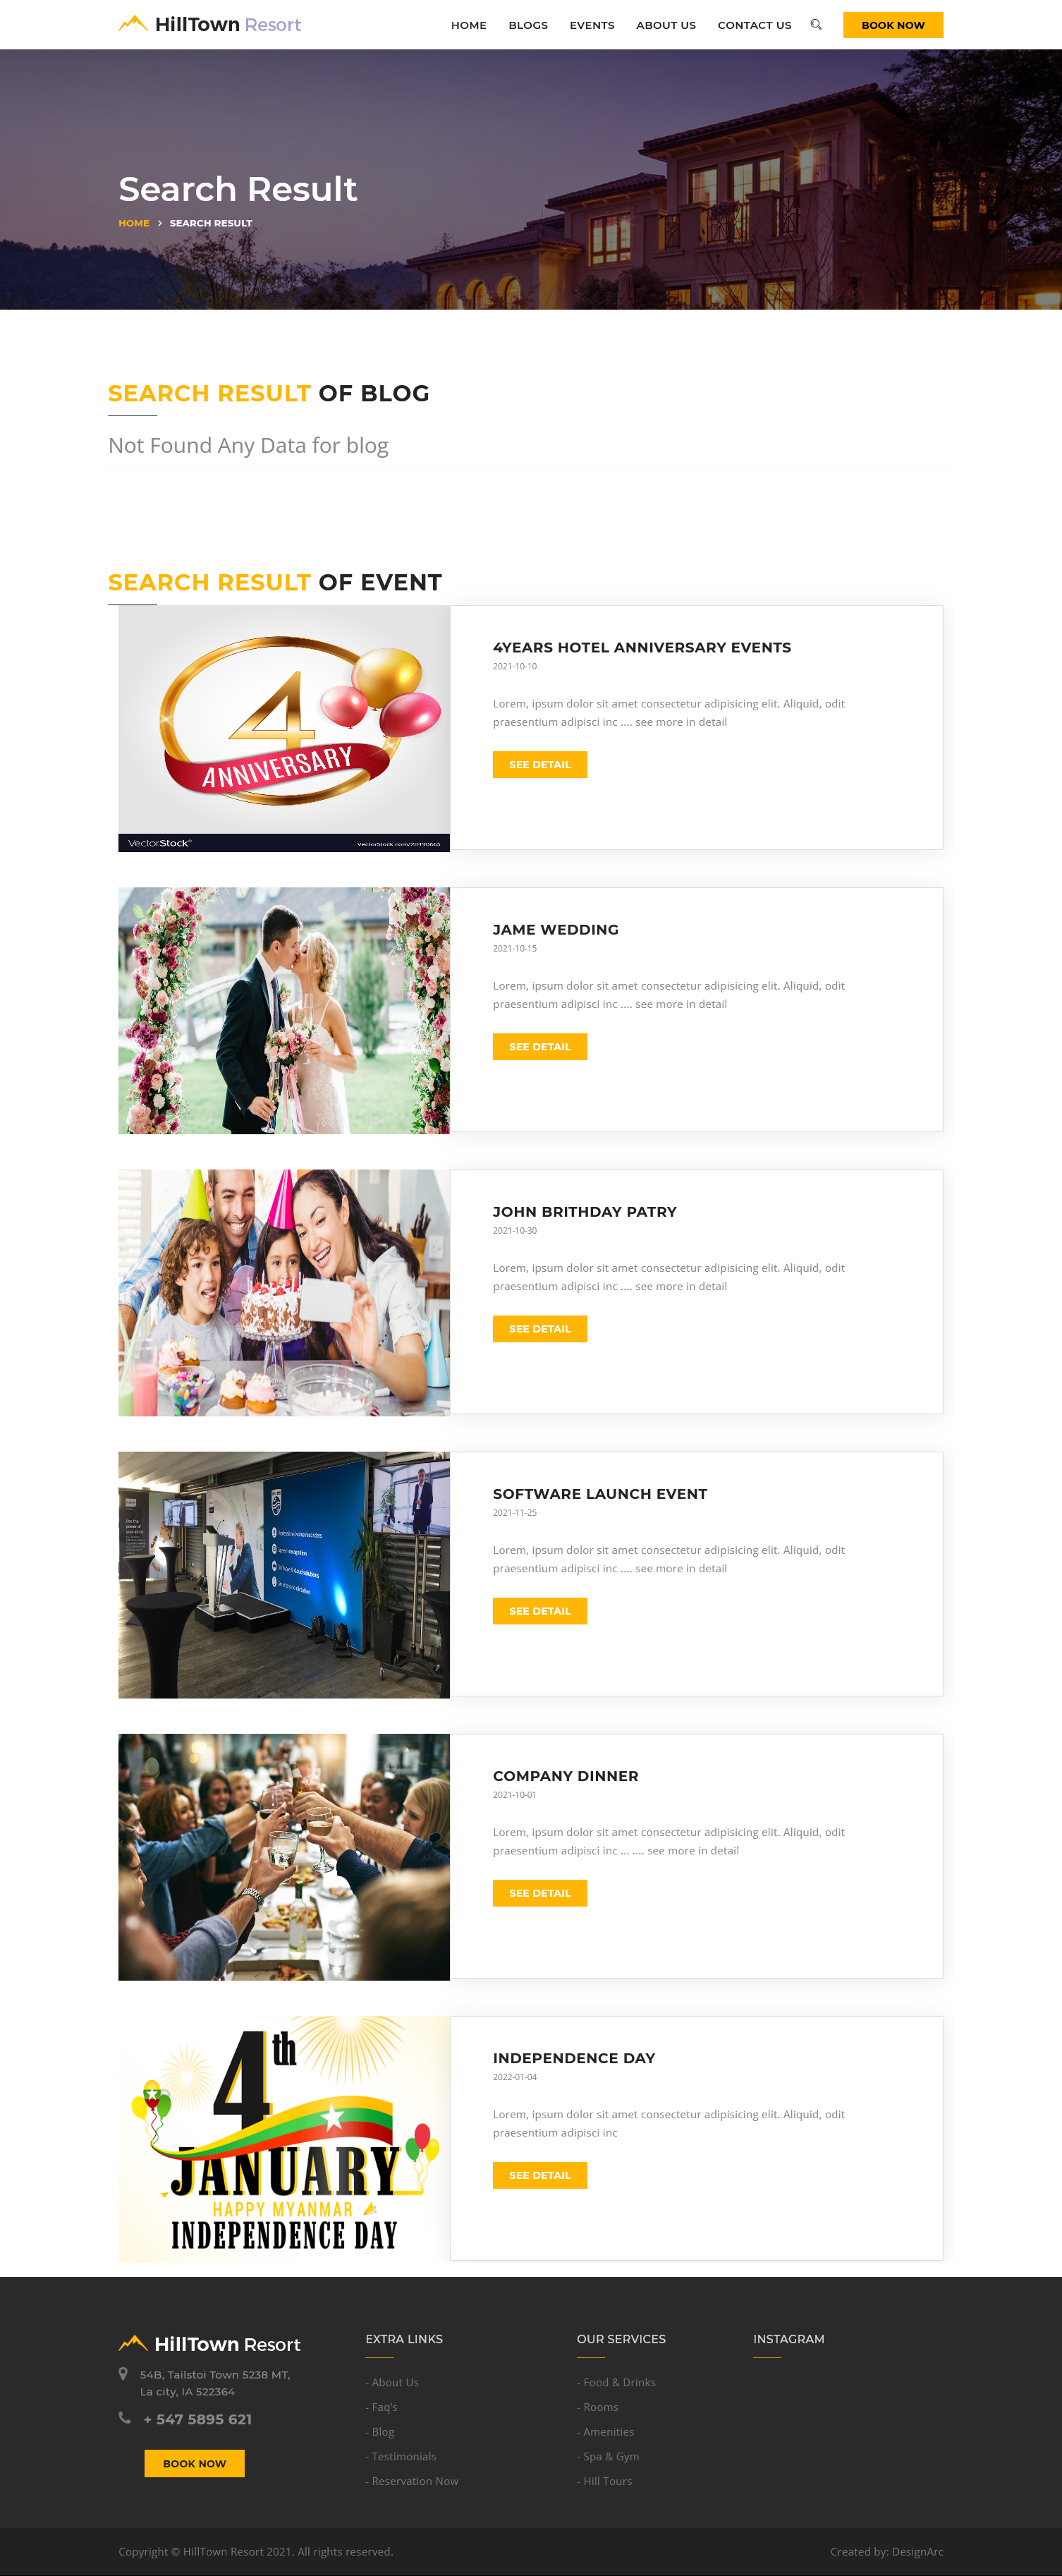 HillTown Resort
HOME BLOGS EVENTS ABOUT US CONTACT US BOOK NOW
Search Result
HOME > SEARCH RESULT
SEARCH RESULT OF BLOG
Not Found Any Data for blog
SEARCH RESULT OF EVENT
4
ANNIVERSARY
VectorStock®
4YEARS HOTEL ANNIVERSARY EVENTS
2021-10-10
Lorem, ipsum dolor sit amet consectetur adipisicing elit. Aliquid, odit
praesentium adipisci inc .... see more in detail
SEE DETAIL
JAME WEDDING
2021-10-15
Lorem, ipsum dolor sit amet consectetur adipisicing elit. Aliquid, odit
praesentium adipisci inc .... see more in detail
SEE DETAIL
JOHN BRITHDAY PATRY
2021-10-30
Lorem, ipsum dolor sit amet consectetur adipisicing elit. Aliquid, odit
praesentium adipisci inc .... see more in detail
SEE DETAIL
SOFTWARE LAUNCH EVENT
2021-11-25
Lorem, ipsum dolor sit amet consectetur adipisicing elit. Aliquid, odit
praesentium adipisci inc .... see more in detail
SEE DETAIL
COMPANY DINNER
2021-10-01
Lorem, ipsum dolor sit amet consectetur adipisicing elit. Aliquid, odit
praesentium adipisci inc ... .... see more in detail
SEE DETAIL
4th
JANUARY
HAPPY MYANMAR
INDEPENDENCE DAY
INDEPENDENCE DAY
2022-01-04
Lorem, ipsum dolor sit amet consectetur adipisicing elit. Aliquid, odit
praesentium adipisci inc
SEE DETAIL
HillTown Resort
54B, Tailstoi Town 5238 MT,
La city, IA 522364
+ 547 5895 621
BOOK NOW
EXTRA LINKS
- About Us
- Faq's
- Blog
- Testimonials
- Reservation Now
OUR SERVICES
- Food & Drinks
- Rooms
- Amenities
- Spa & Gym
- Hill Tours
INSTAGRAM
Copyright © HillTown Resort 2021. All rights reserved.
Created by: DesignArc